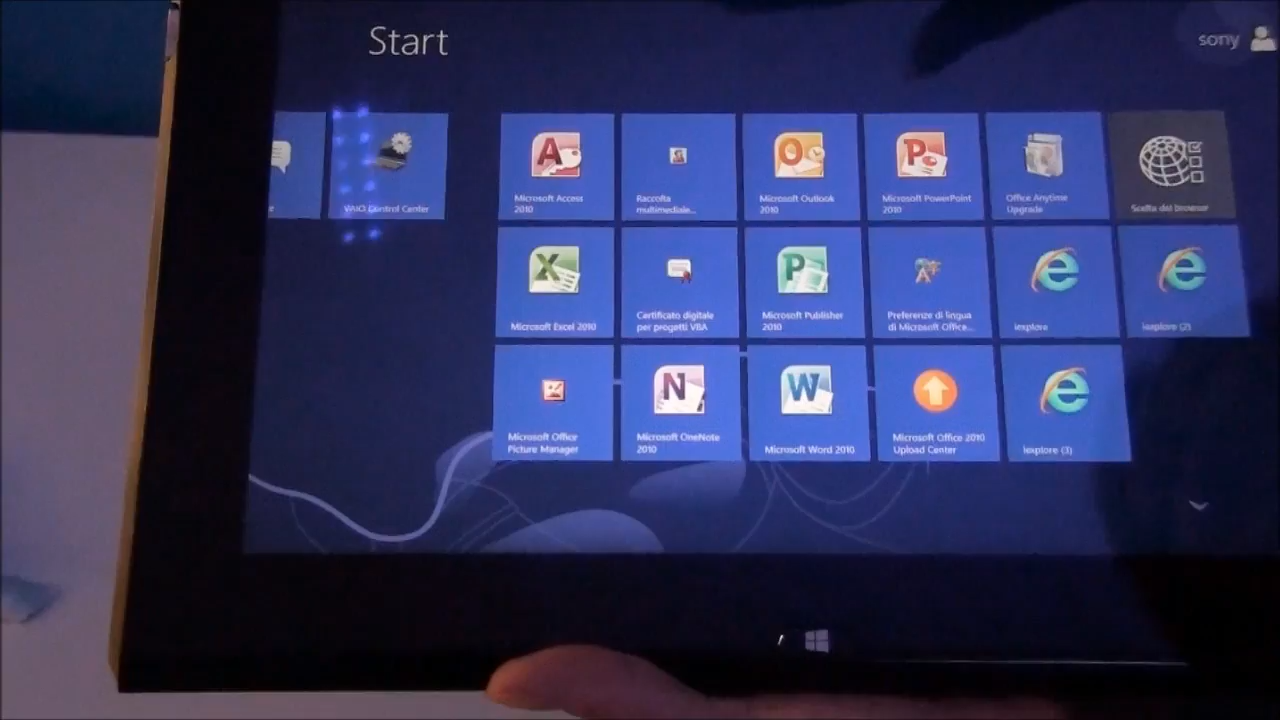 Start
sony
VAIO Control Center
Microsoft Access
2010
Raccolta
multimediale...
Microsoft Outlook
2010
Microsoft PowerPoint
2010
Office Anytime
Upgrade
Scelta del browser
Microsoft Excel 2010
Certificato digitale
per progetti VBA
Microsoft Publisher
2010
Preferenze di lingua
di Microsoft Office...
iexplore
iexplore (2)
Microsoft Office
Picture Manager
Microsoft OneNote
2010
Microsoft Word 2010
Microsoft Office 2010
Upload Center
iexplore (3)